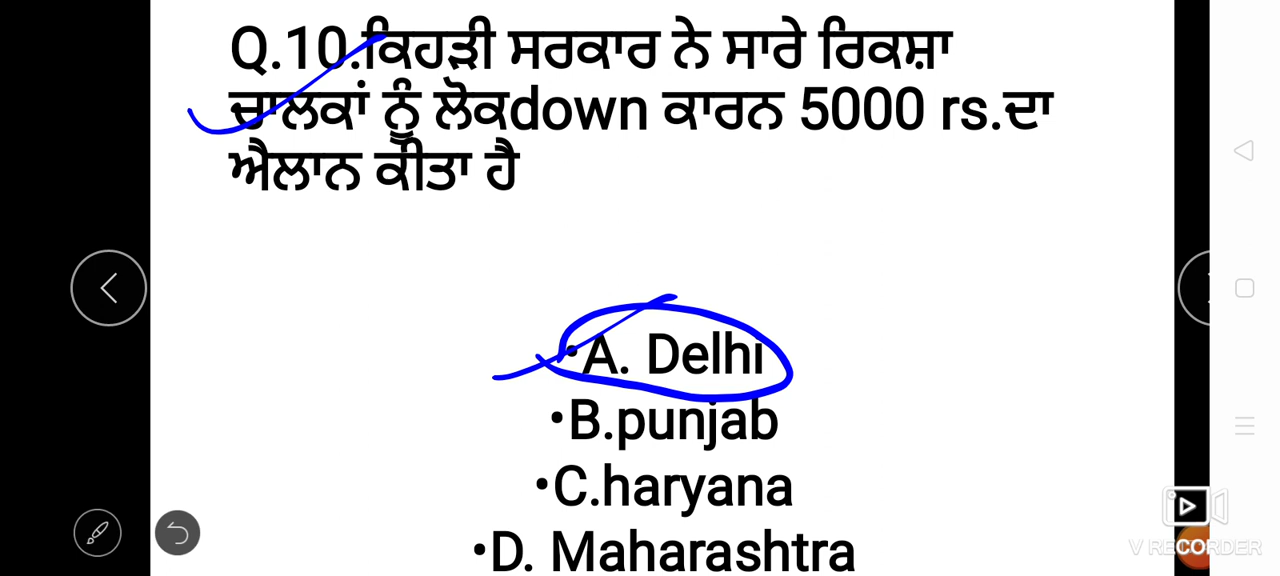 Q.10.ਕਿਹੜੀ ਸਰਕਾਰ ਨੇ ਸਾਰੇ ਰਿਕਸ਼ਾ
ਚਾਲਕਾਂ ਨੂੰ ਲੋਕdown ਕਾਰਨ 5000 rs.ਦਾ
ਐਲਾਨ ਕੀਤਾ ਹੈ
•A. Delhi
•B.punjab
•C.haryana
•D. Maharashtra
V RECORDER